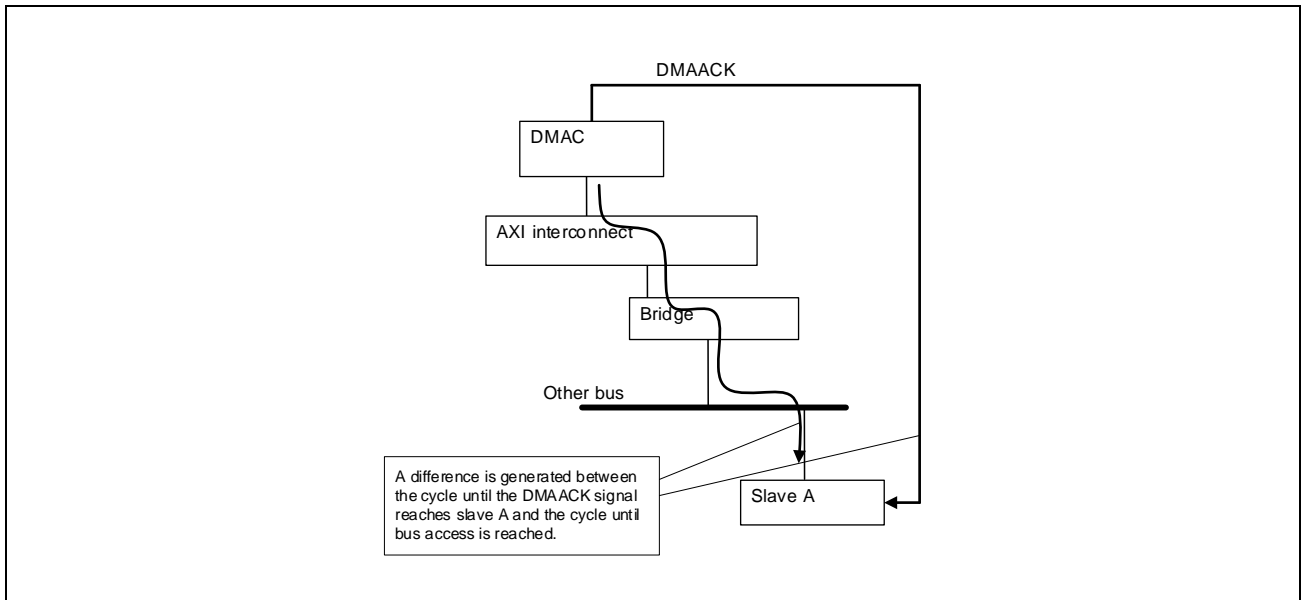 DMAACK
DMAC
AXI interconnect
Bridge
Other bus
A difference is generated between
the cycle until the DMAACK signal
reaches slave A and the cycle until
bus access is reached.
Slave A